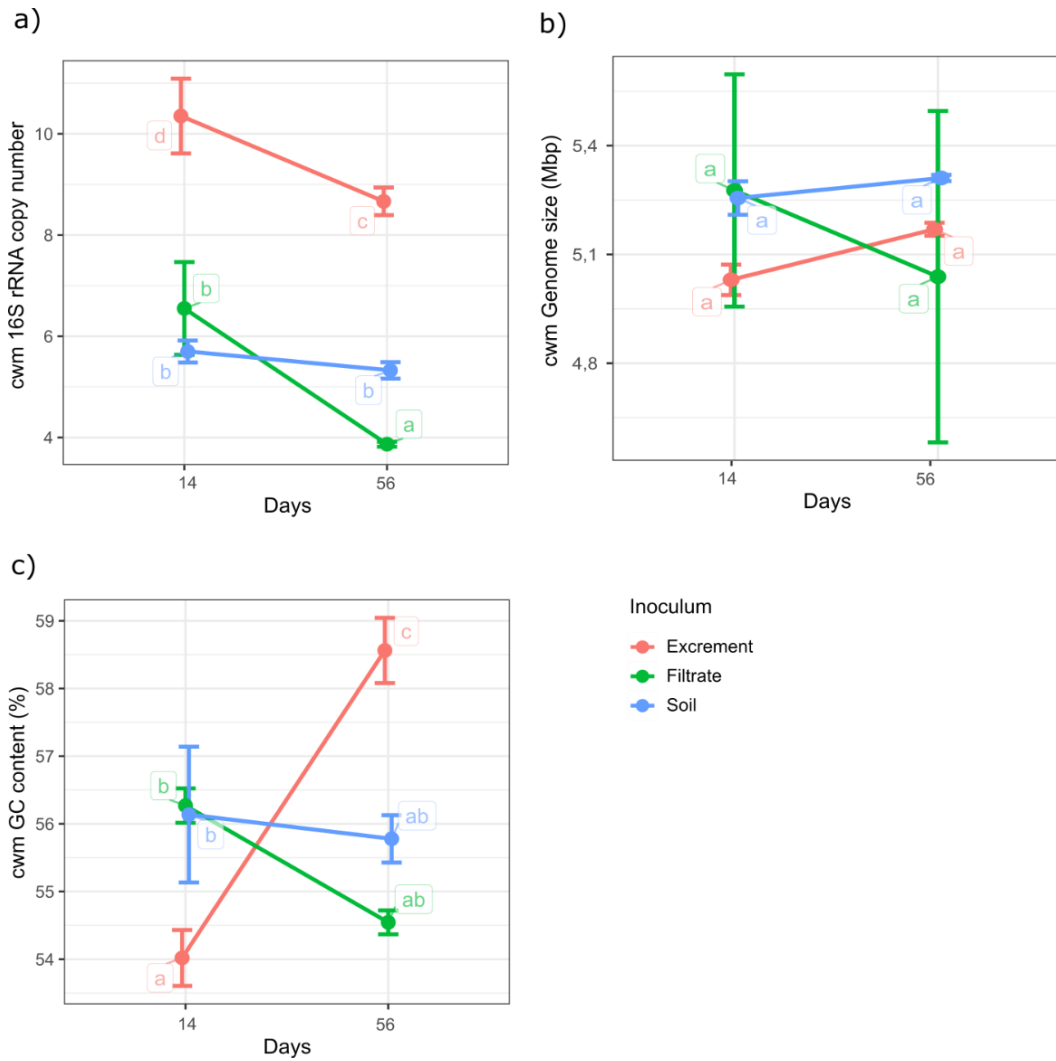 a)
cwm 16S rRNA copy number
10
8
6
4
d
c
b
b
b
a
14
56
Days
b)
cwm Genome size (Mbp)
5.4
5.1
4.8
a
a
a
a
a
a
14
56
Days
c)
cwm GC content (%)
59
58
57
56
55
54
c
b
b
ab
ab
a
14
56
Days
Inoculum
Excrement
Filtrate
Soil